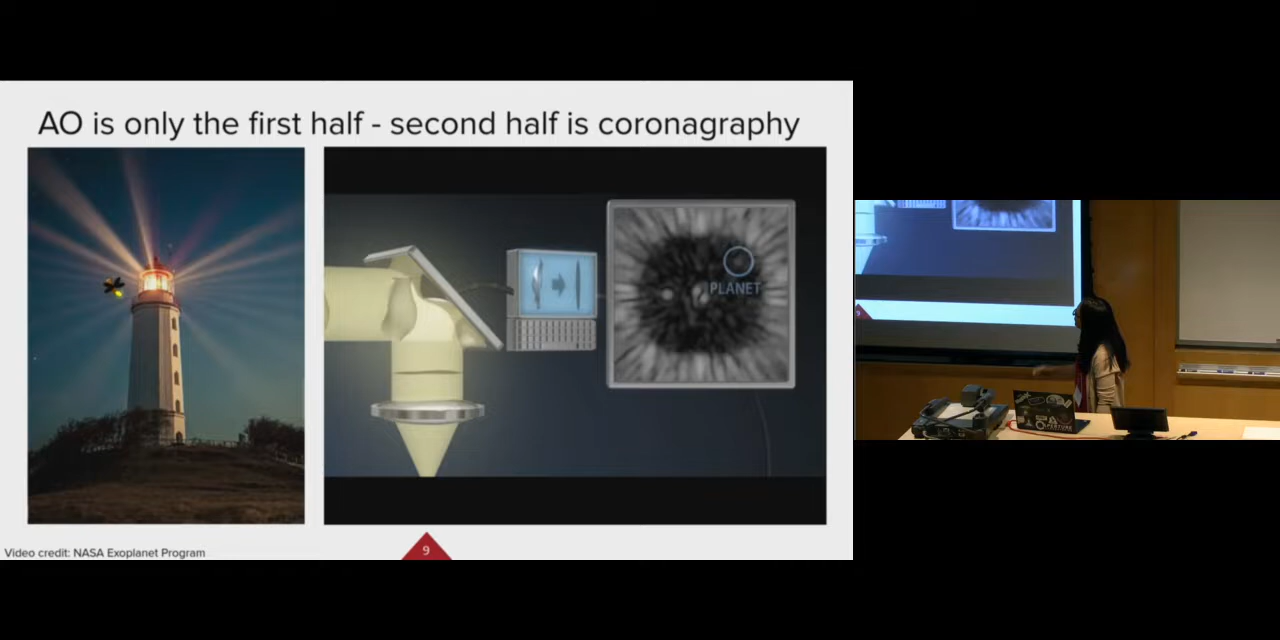 AO is only the first half - second half is coronagraphy
PLANET
Video credit: NASA Exoplanet Program
9